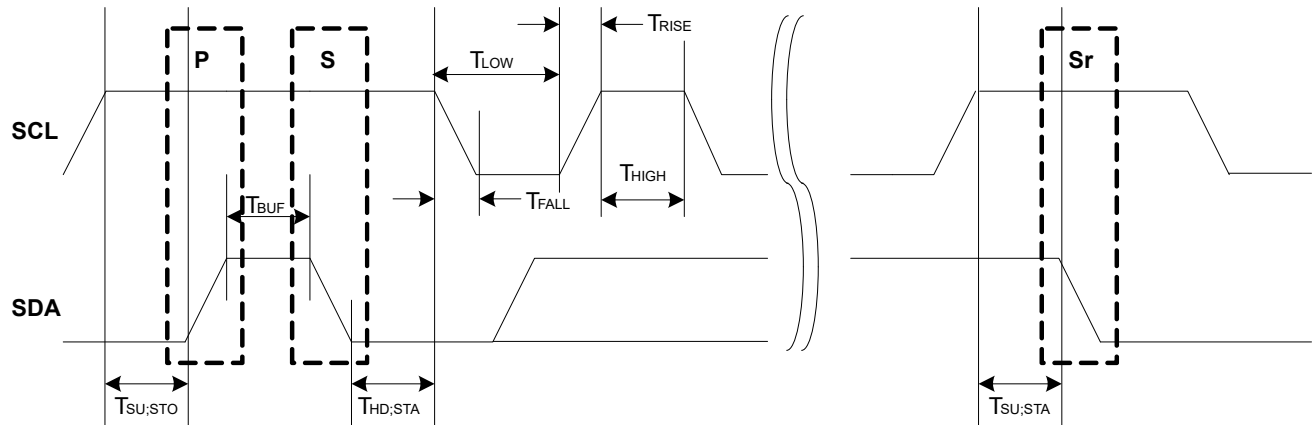 TRISE
P
S
TLOW
Sr
SCL
THIGH
TFALL
TBUF
SDA
TSU;STO
THD;STA
TSU;STA